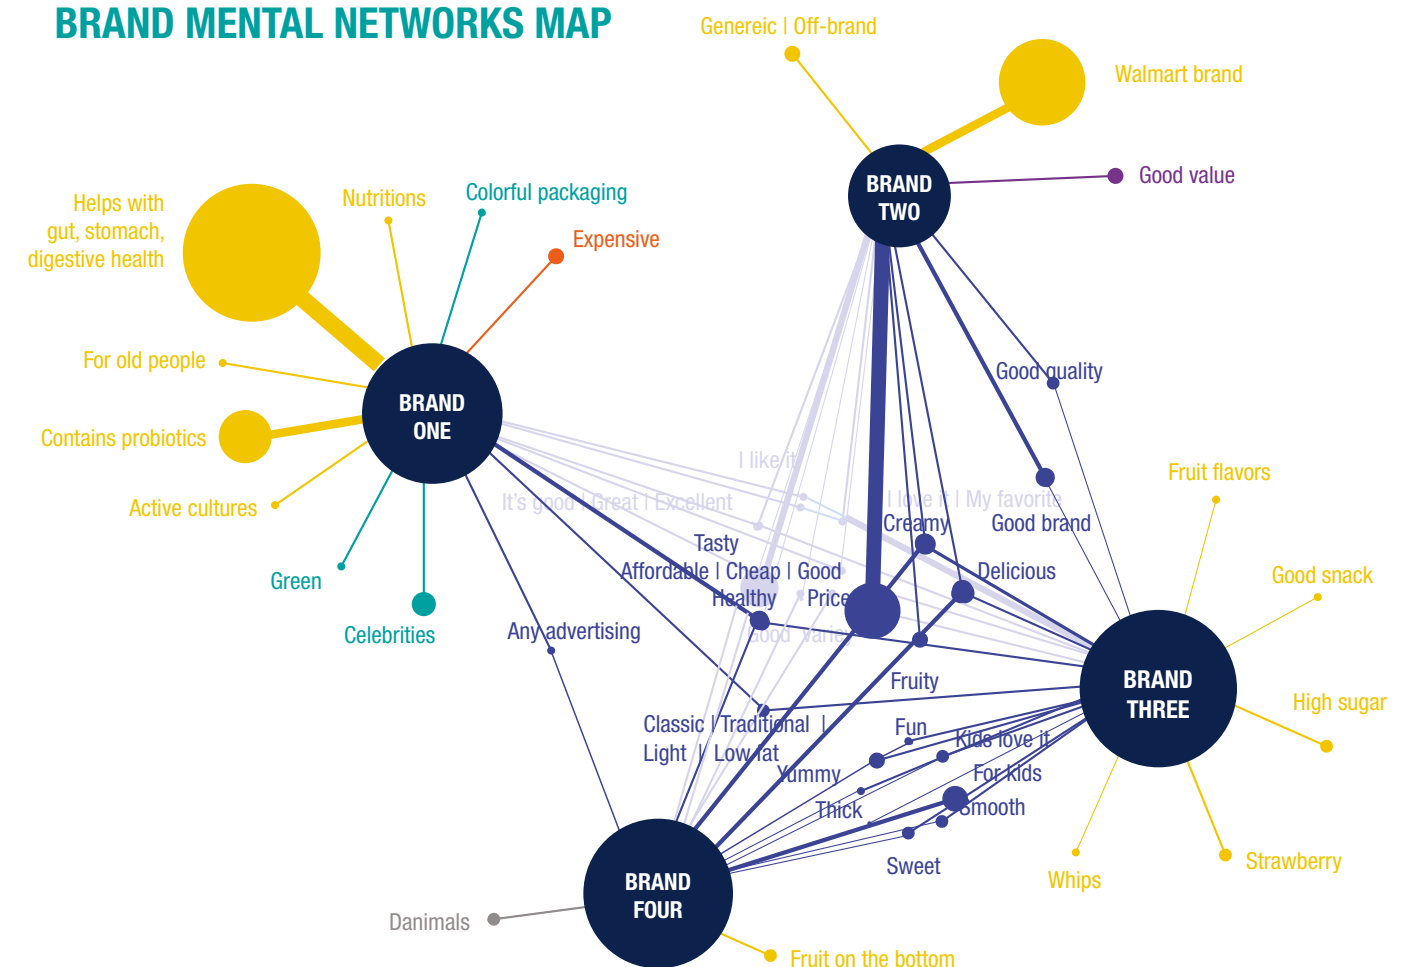 BRAND MENTAL NETWORKS MAP
Genereic | Off-brand
Walmart brand
BRAND
TWO
Good value
Helps with
gut, stomach,
digestive health
Nutritions
Colorful packaging
Expensive
For old people
BRAND
ONE
Contains probiotics
Active cultures
Green
Celebrities
Any advertising
Good quality
I like it
It's good | Great | Excellent
I love it | My favorite
Creamy
Good brand
Fruit flavors
Tasty
Affordable | Cheap | Good
Healthy
Price
Good
Delicious
Good snack
Fruity
BRAND
THREE
High sugar
Classic | Traditional |
Light | Low fat
Fun
Kids love it
Yummy
For kids
Thick
Smooth
Sweet
Whips
Strawberry
BRAND
FOUR
Danimals
Fruit on the bottom